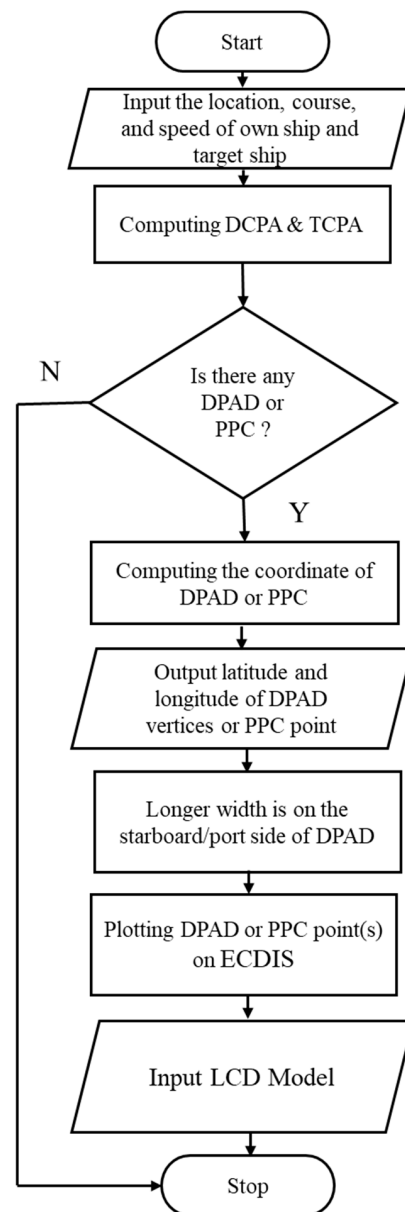 Start
Input the location, course,
and speed of own ship and
target ship
Computing DCPA & TCPA
N
Is there any
DPAD or
PPC ?
Y
Computing the coordinate of
DPAD or PPC
Output latitude and
longitude of DPAD
vertices or PPC point
Longer width is on the
starboard/port side of DPAD
Plotting DPAD or PPC point(s)
on ECDIS
Input LCD Model
Stop